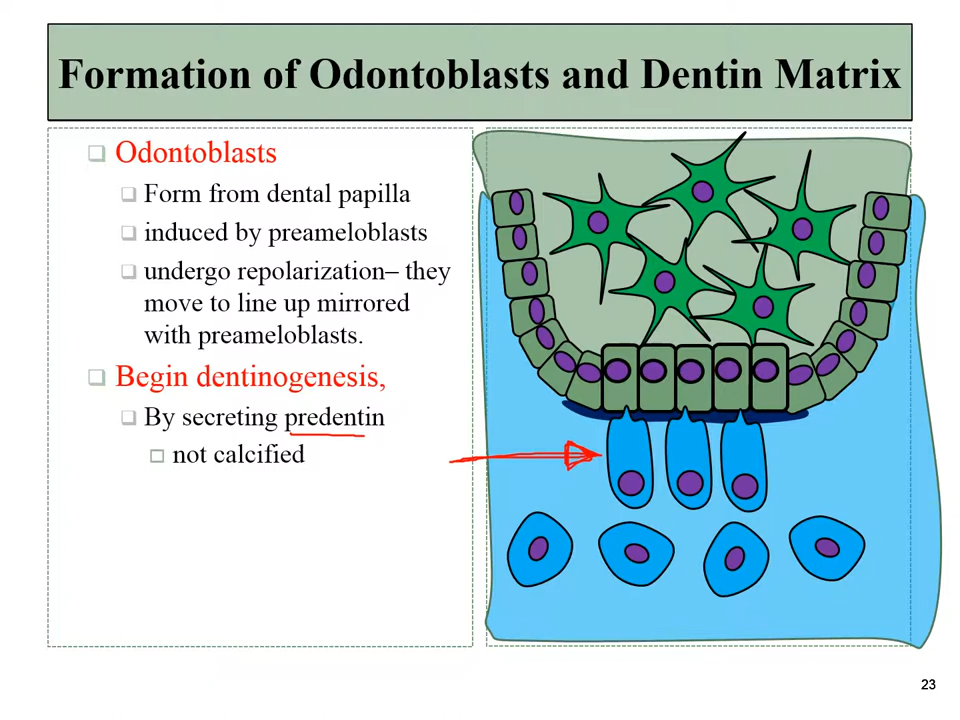 Formation of Odontoblasts and Dentin Matrix
Odontoblasts
Form from dental papilla
induced by preameloblasts
undergo repolarization– they
move to line up mirrored
with preameloblasts.
Begin dentinogenesis,
By secreting predentin
not calcified
23